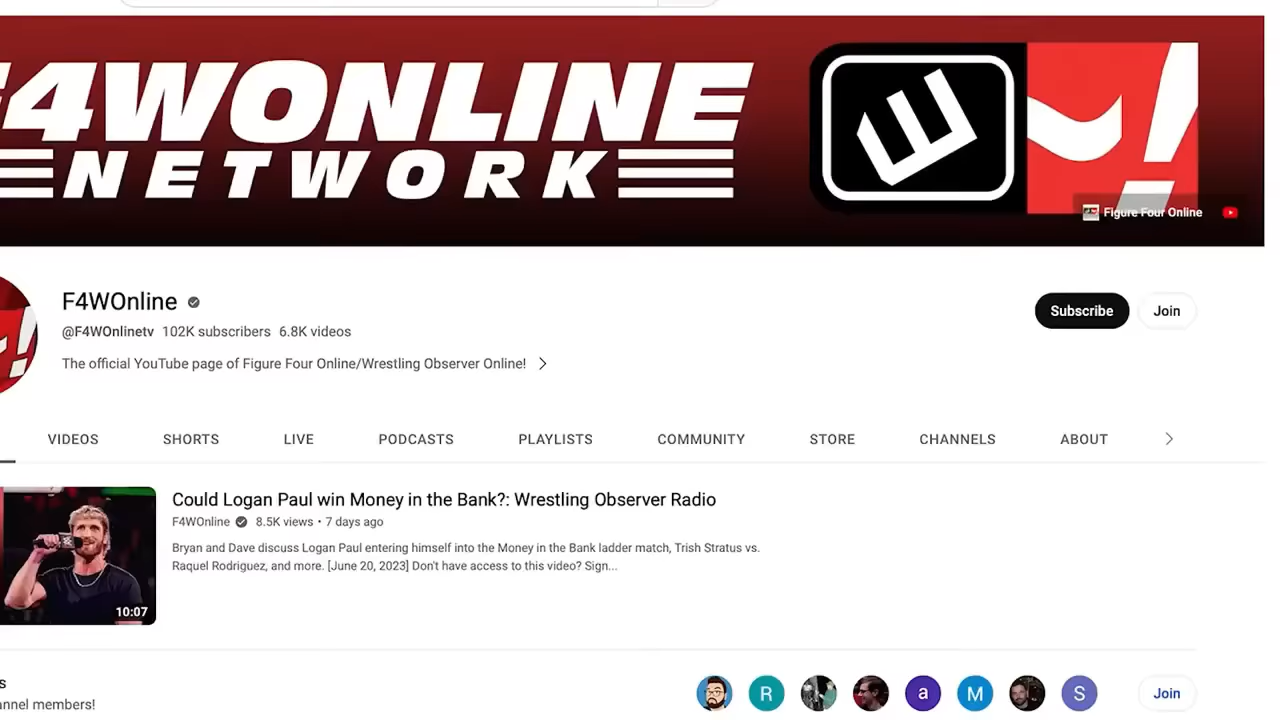 F4WONLINE
NETWORK
Figure Four Online
F4WOnline
@F4WOnlinetv 102K subscribers 6.8K videos
The official YouTube page of Figure Four Online/Wrestling Observer Online!
Subscribe
Join
VIDEOS
SHORTS
LIVE
PODCASTS
PLAYLISTS
COMMUNITY
STORE
CHANNELS
ABOUT
10:07
Could Logan Paul win Money in the Bank?: Wrestling Observer Radio
F4WOnline 8.5K views • 7 days ago
Bryan and Dave discuss Logan Paul entering himself into the Money in the Bank ladder match, Trish Stratus vs.
Raquel Rodriguez, and more. [June 20, 2023] Don't have access to this video? Sign...
s
annel members!
R
a
M
S
Join